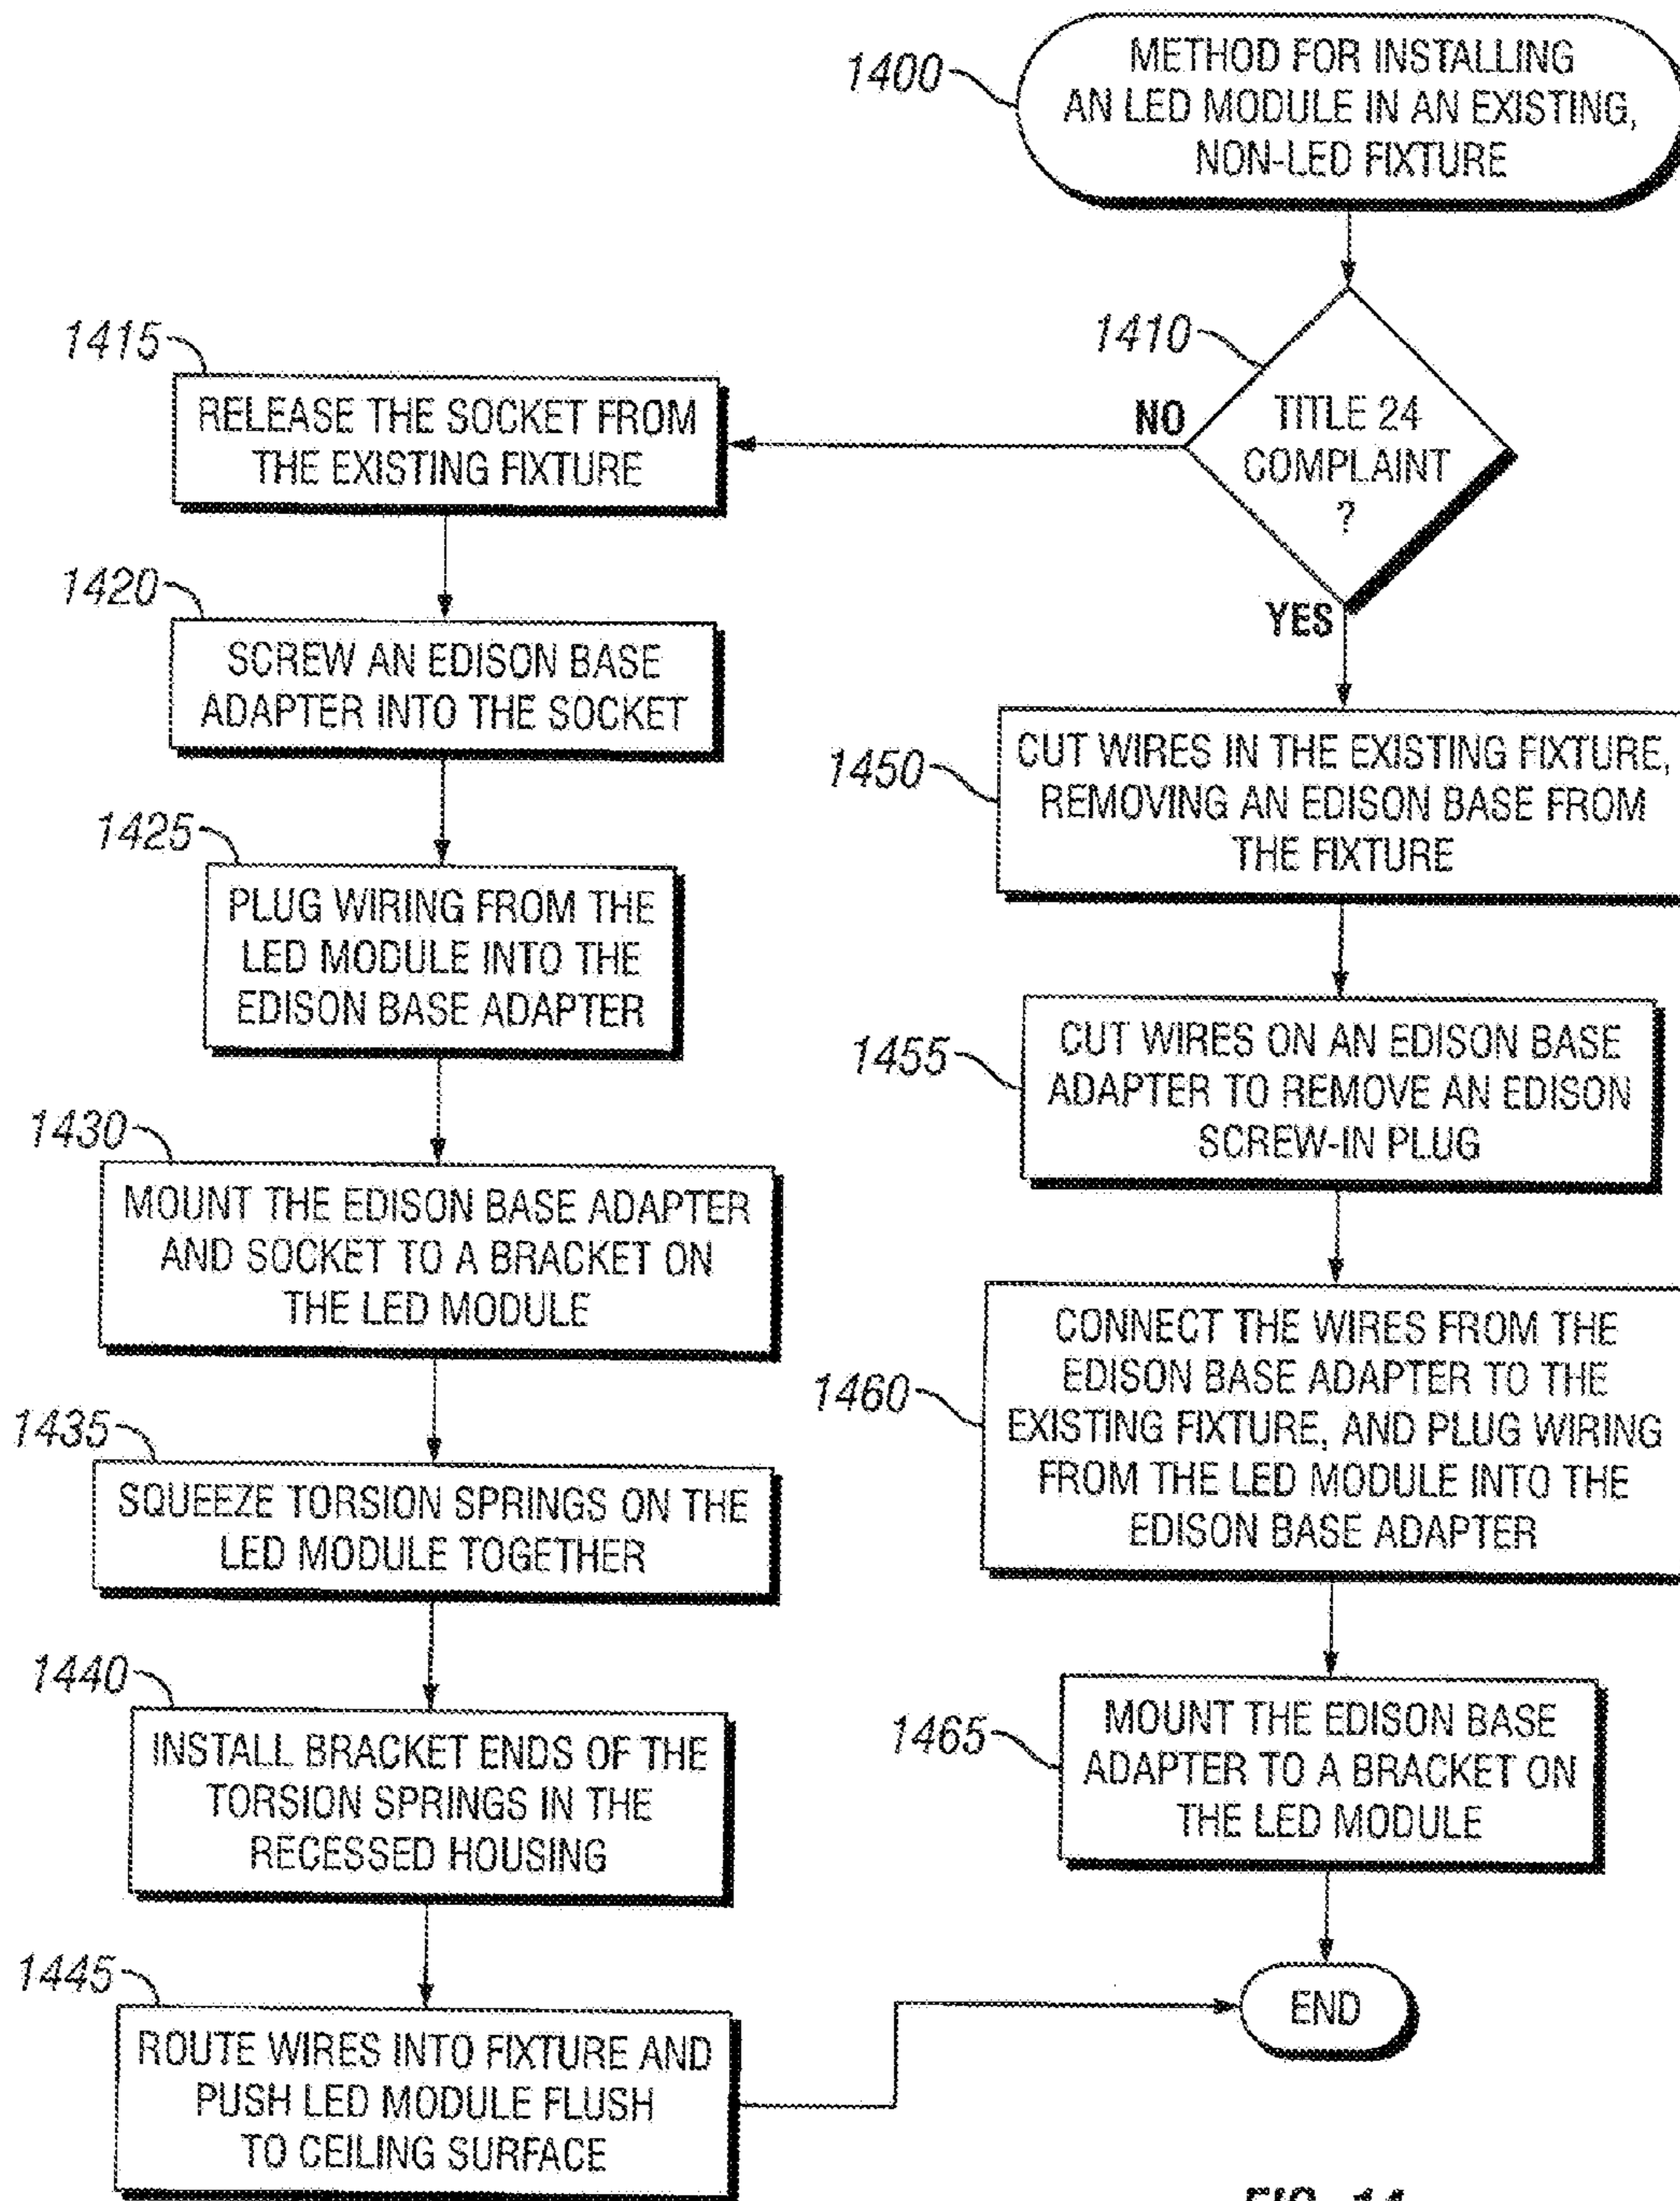 1400
METHOD FOR INSTALLING
AN LED MODULE IN AN EXISTING,
NON-LED FIXTURE
1410
TITLE 24
COMPLAINT
?
NO
YES
1415
RELEASE THE SOCKET FROM
THE EXISTING FIXTURE
1420
SCREW AN EDISON BASE
ADAPTER INTO THE SOCKET
1425
PLUG WIRING FROM THE
LED MODULE INTO THE
EDISON BASE ADAPTER
1430
MOUNT THE EDISON BASE ADAPTER
AND SOCKET TO A BRACKET ON
THE LED MODULE
1435
SQUEEZE TORSION SPRINGS ON THE
LED MODULE TOGETHER
1440
INSTALL BRACKET ENDS OF THE
TORSION SPRINGS IN THE
RECESSED HOUSING
1445
ROUTE WIRES INTO FIXTURE AND
PUSH LED MODULE FLUSH
TO CEILING SURFACE
1450
CUT WIRES IN THE EXISTING FIXTURE,
REMOVING AN EDISON BASE FROM
THE FIXTURE
1455
CUT WIRES ON AN EDISON BASE
ADAPTER TO REMOVE AN EDISON
SCREW-IN PLUG
1460
CONNECT THE WIRES FROM THE
EDISON BASE ADAPTER TO THE
EXISTING FIXTURE, AND PLUG WIRING
FROM THE LED MODULE INTO THE
EDISON BASE ADAPTER
1465
MOUNT THE EDISON BASE
ADAPTER TO A BRACKET ON
THE LED MODULE
END
FIG. 14